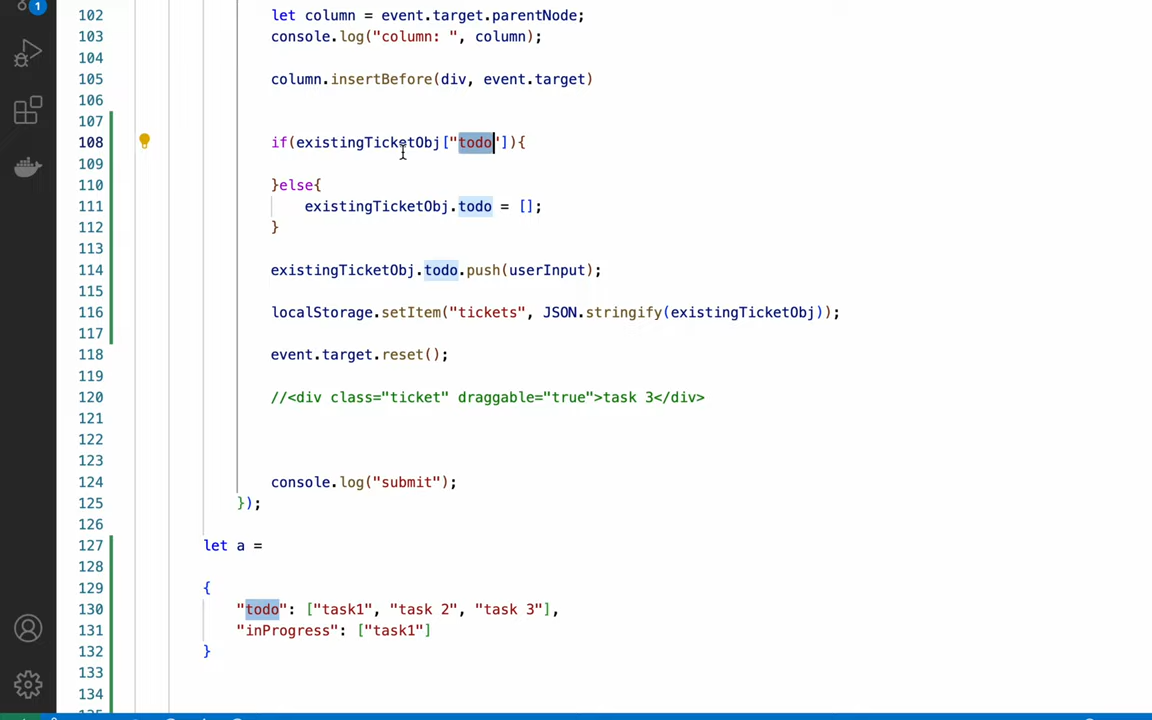 1
102 let column = event.target.parentNode;
103 console.log("column: ", column);
104
105 column.insertBefore(div, event.target)
106
107
108 if(existingTicketObj["todo"]){
109
110 }else{
111 existingTicketObj.todo = [];
112 }
113
114 existingTicketObj.todo.push(userInput);
115
116 localStorage.setItem("tickets", JSON.stringify(existingTicketObj));
117
118 event.target.reset();
119
120 //<div class="ticket" draggable="true">task 3</div>
121
122
123
124 console.log("submit");
125 });
126
127 let a =
128
129 {
130 "todo": ["task1", "task 2", "task 3"],
131 "inProgress": ["task1"]
132 }
133
134